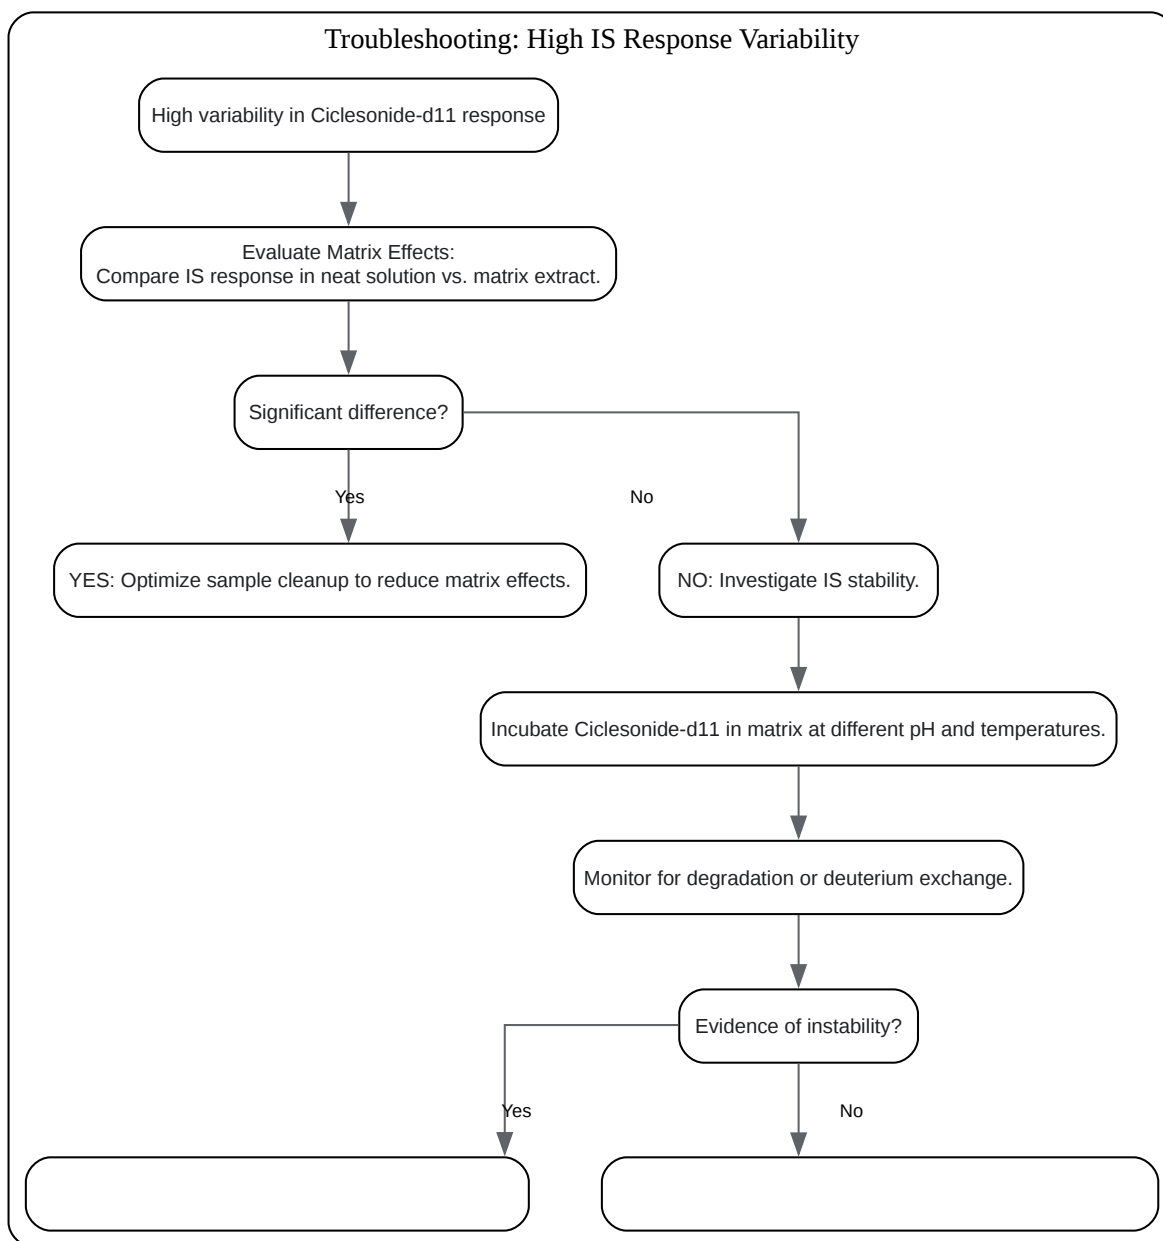 Troubleshooting: High IS Response Variability
High variability in Ciclesonide-d11 response
Evaluate Matrix Effects:
Compare IS response in neat solution vs. matrix extract.
Significant difference?
Yes
No
YES: Optimize sample cleanup to reduce matrix effects.
NO: Investigate IS stability.
Incubate Ciclesonide-d11 in matrix at different pH and temperatures.
Monitor for degradation or deuterium exchange.
Evidence of instability?
Yes
No